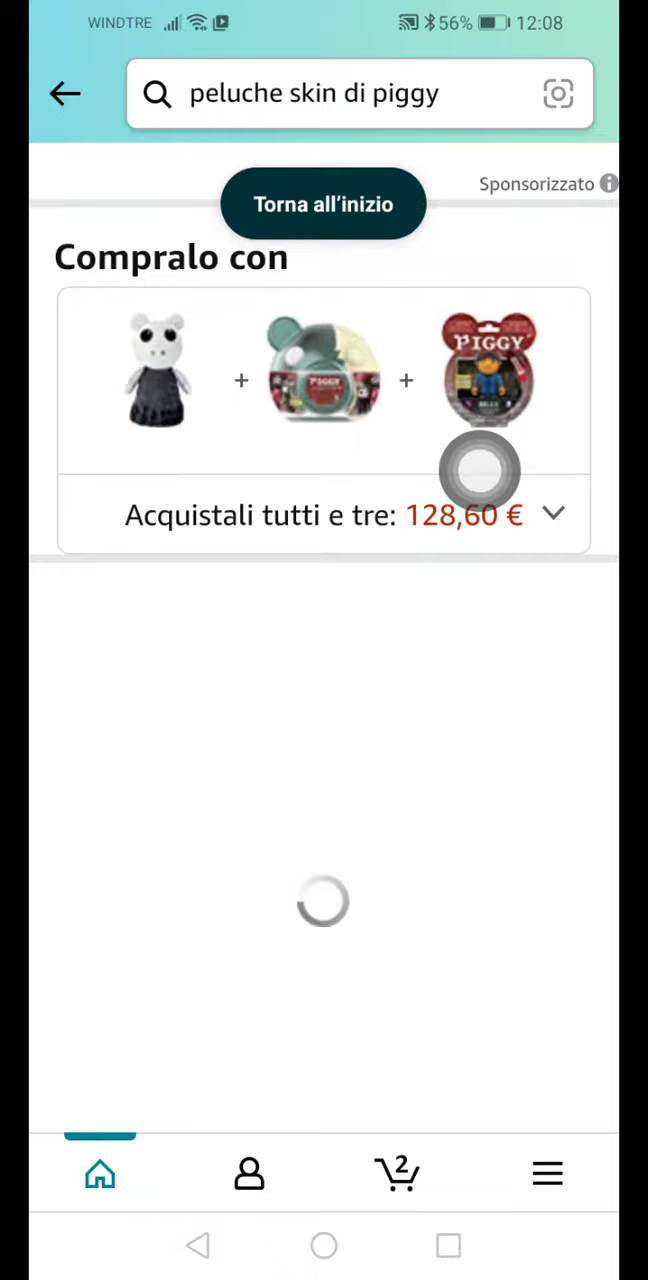 WINDTRE 56% 12:08
peluche skin di piggy
Sponsorizzato
Torna all'inizio
Compralo con
+ PIGGY + PIGGY
Acquistali tutti e tre: 128,60 €
2